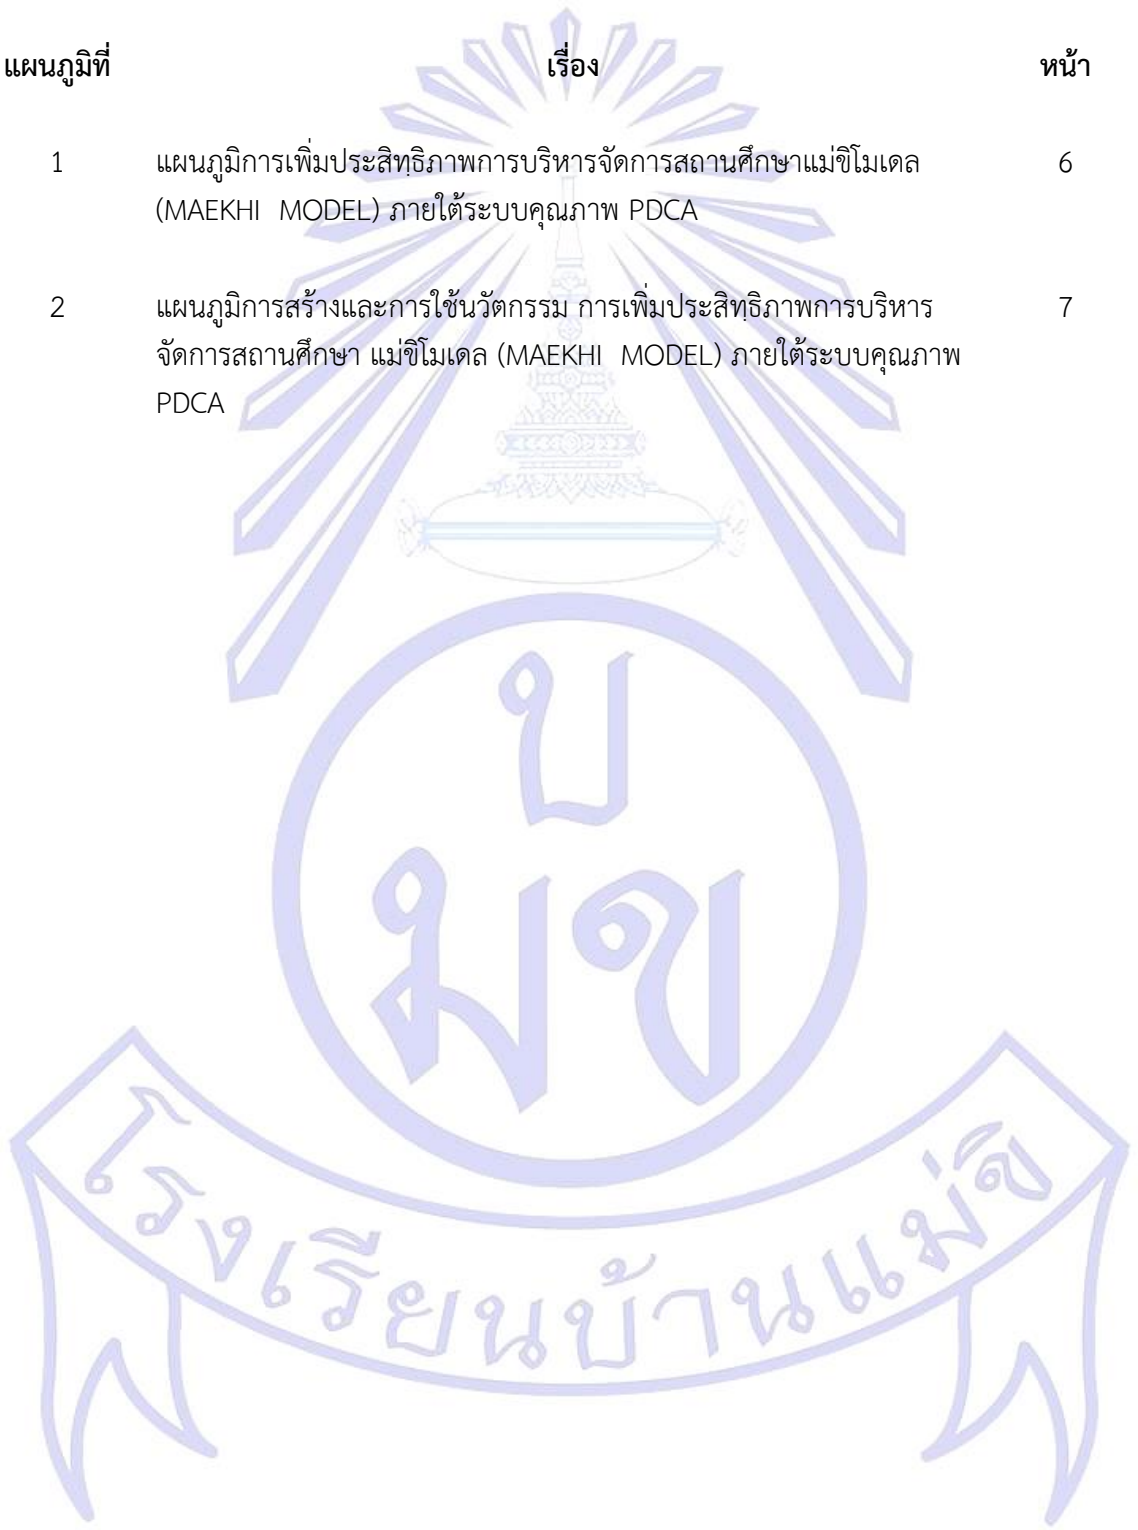 แผนภูมิที่ เรื่อง หน้า
1 แผนภูมิการเพิ่มประสิทธิภาพการบริหารจัดการสถานศึกษาแม่ขิโมเดล 6
(MAEKHI MODEL) ภายใต้ระบบคุณภาพ PDCA
2 แผนภูมิการสร้างและการใช้นวัตกรรม การเพิ่มประสิทธิภาพการบริหาร 7
จัดการสถานศึกษา แม่ขิโมเดล (MAEKHI MODEL) ภายใต้ระบบคุณภาพ
PDCA
บ
มข
โรงเรียนบ้านแม่ขิ